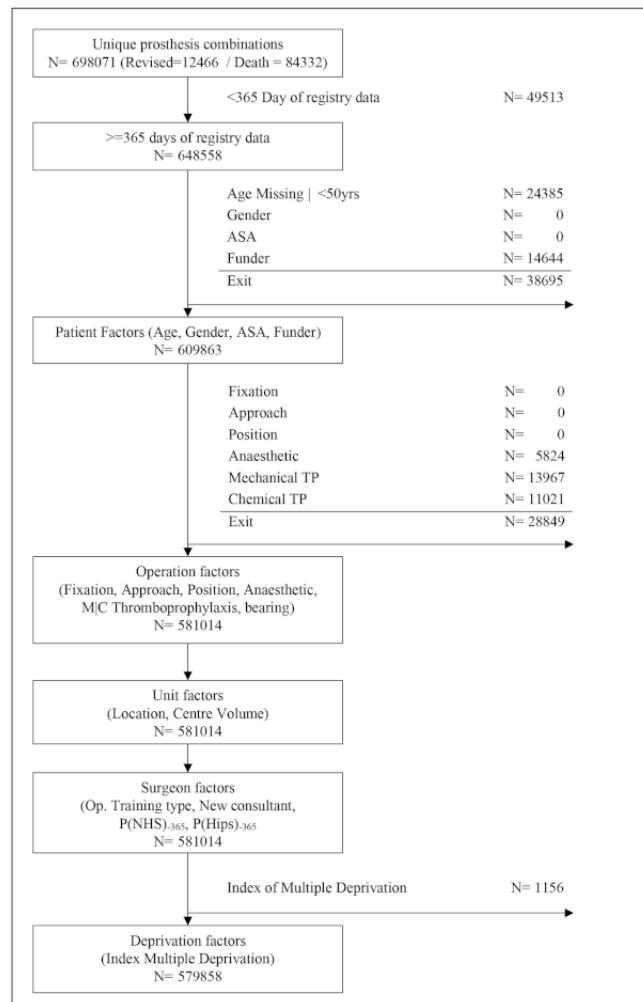 Unique prosthesis combinations
N= 698071 (Revised=12466 / Death = 84332)
<365 Day of registry data N= 49513
>=365 days of registry data
N= 648558
Age Missing | <50yrs N= 24385
Gender N= 0
ASA N= 0
Funder N= 14644
Exit N= 38695
Patient Factors (Age, Gender, ASA, Funder)
N= 609863
Fixation N= 0
Approach N= 0
Position N= 0
Anaesthetic N= 5824
Mechanical TP N= 13967
Chemical TP N= 11021
Exit N= 28849
Operation factors
(Fixation, Approach, Position, Anaesthetic,
M|C Thromboprophylaxis, bearing)
N= 581014
Unit factors
(Location, Centre Volume)
N= 581014
Surgeon factors
(Op. Training type, New consultant,
P(NHS)-365, P(Hips)-365
N= 581014
Index of Multiple Deprivation N= 1156
Deprivation factors
(Index Multiple Deprivation)
N= 579858